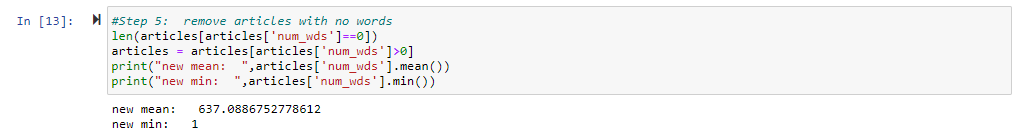 In [13]:
#Step 5:  remove articles with no words
len(articles[articles['num_wds']==0])
articles = articles[articles['num_wds']>0]
print("new mean:  ",articles['num_wds'].mean())
print("new min:  ",articles['num_wds'].min())
new mean:   637.0886752778612
new min:   1